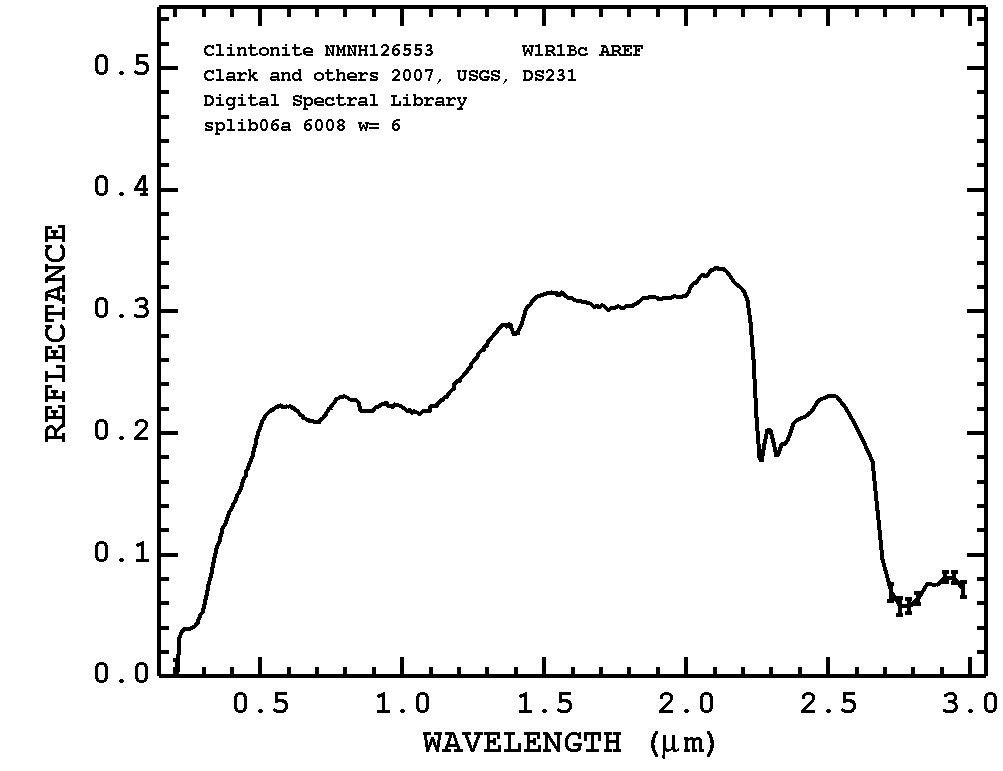 Clintonite NMNH126553 W1R1Bc AREF
Clark and others 2007, USGS, DS231
Digital Spectral Library
splib06a 6008 w= 6
REFLECTANCE
0.5
0.4
0.3
0.2
0.1
0.0
0.5 1.0 1.5 2.0 2.5 3.0
WAVELENGTH (μm)